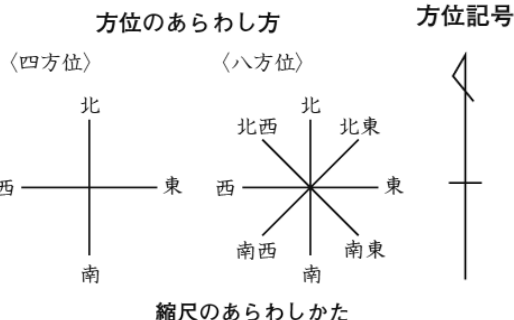 方位のあらわし方
方位記号
〈四方位〉
〈八方位〉
北
西
東
南
北
北西
北東
西
東
南西
南東
南
縮尺のあらわしかた